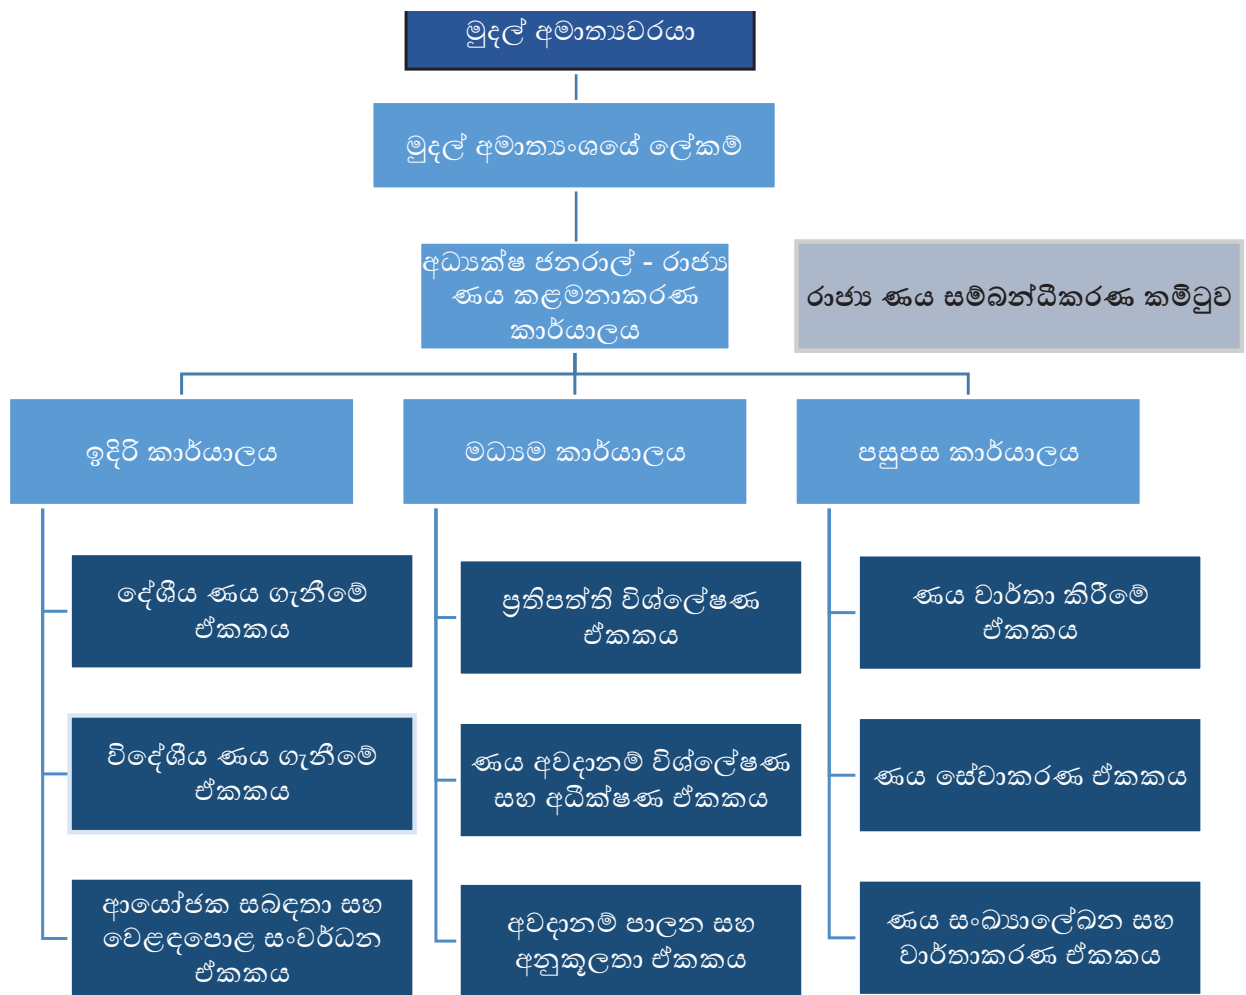 මුදල් අමාත්‍යවරයා
මුදල් අමාත්‍යංශයේ ලේකම්
අධ්‍යක්ෂ ජනරාල් - රාජ්‍ය
ණය කළමනාකරණ
කාර්යාලය
රාජ්‍ය ණය සම්බන්ධීකරණ කමිටුව
ඉදිරි කාර්යාලය
මධ්‍යම කාර්යාලය
පසුපස කාර්යාලය
දේශීය ණය ගැනීමේ
ඒකකය
ප්‍රතිපත්ති විශ්ලේෂණ
ඒකකය
ණය වාර්තා කිරීමේ
ඒකකය
විදේශීය ණය ගැනීමේ
ඒකකය
ණය අවදානම් විශ්ලේෂණ
සහ අධීක්ෂණ ඒකකය
ණය සේවාකරණ ඒකකය
ආයෝජක සබඳතා සහ
වෙළඳපොළ සංවර්ධන
ඒකකය
අවදානම් පාලන සහ
අනුකූලතා ඒකකය
ණය සංඛ්‍යාලේඛන සහ
වාර්තාකරණ ඒකකය